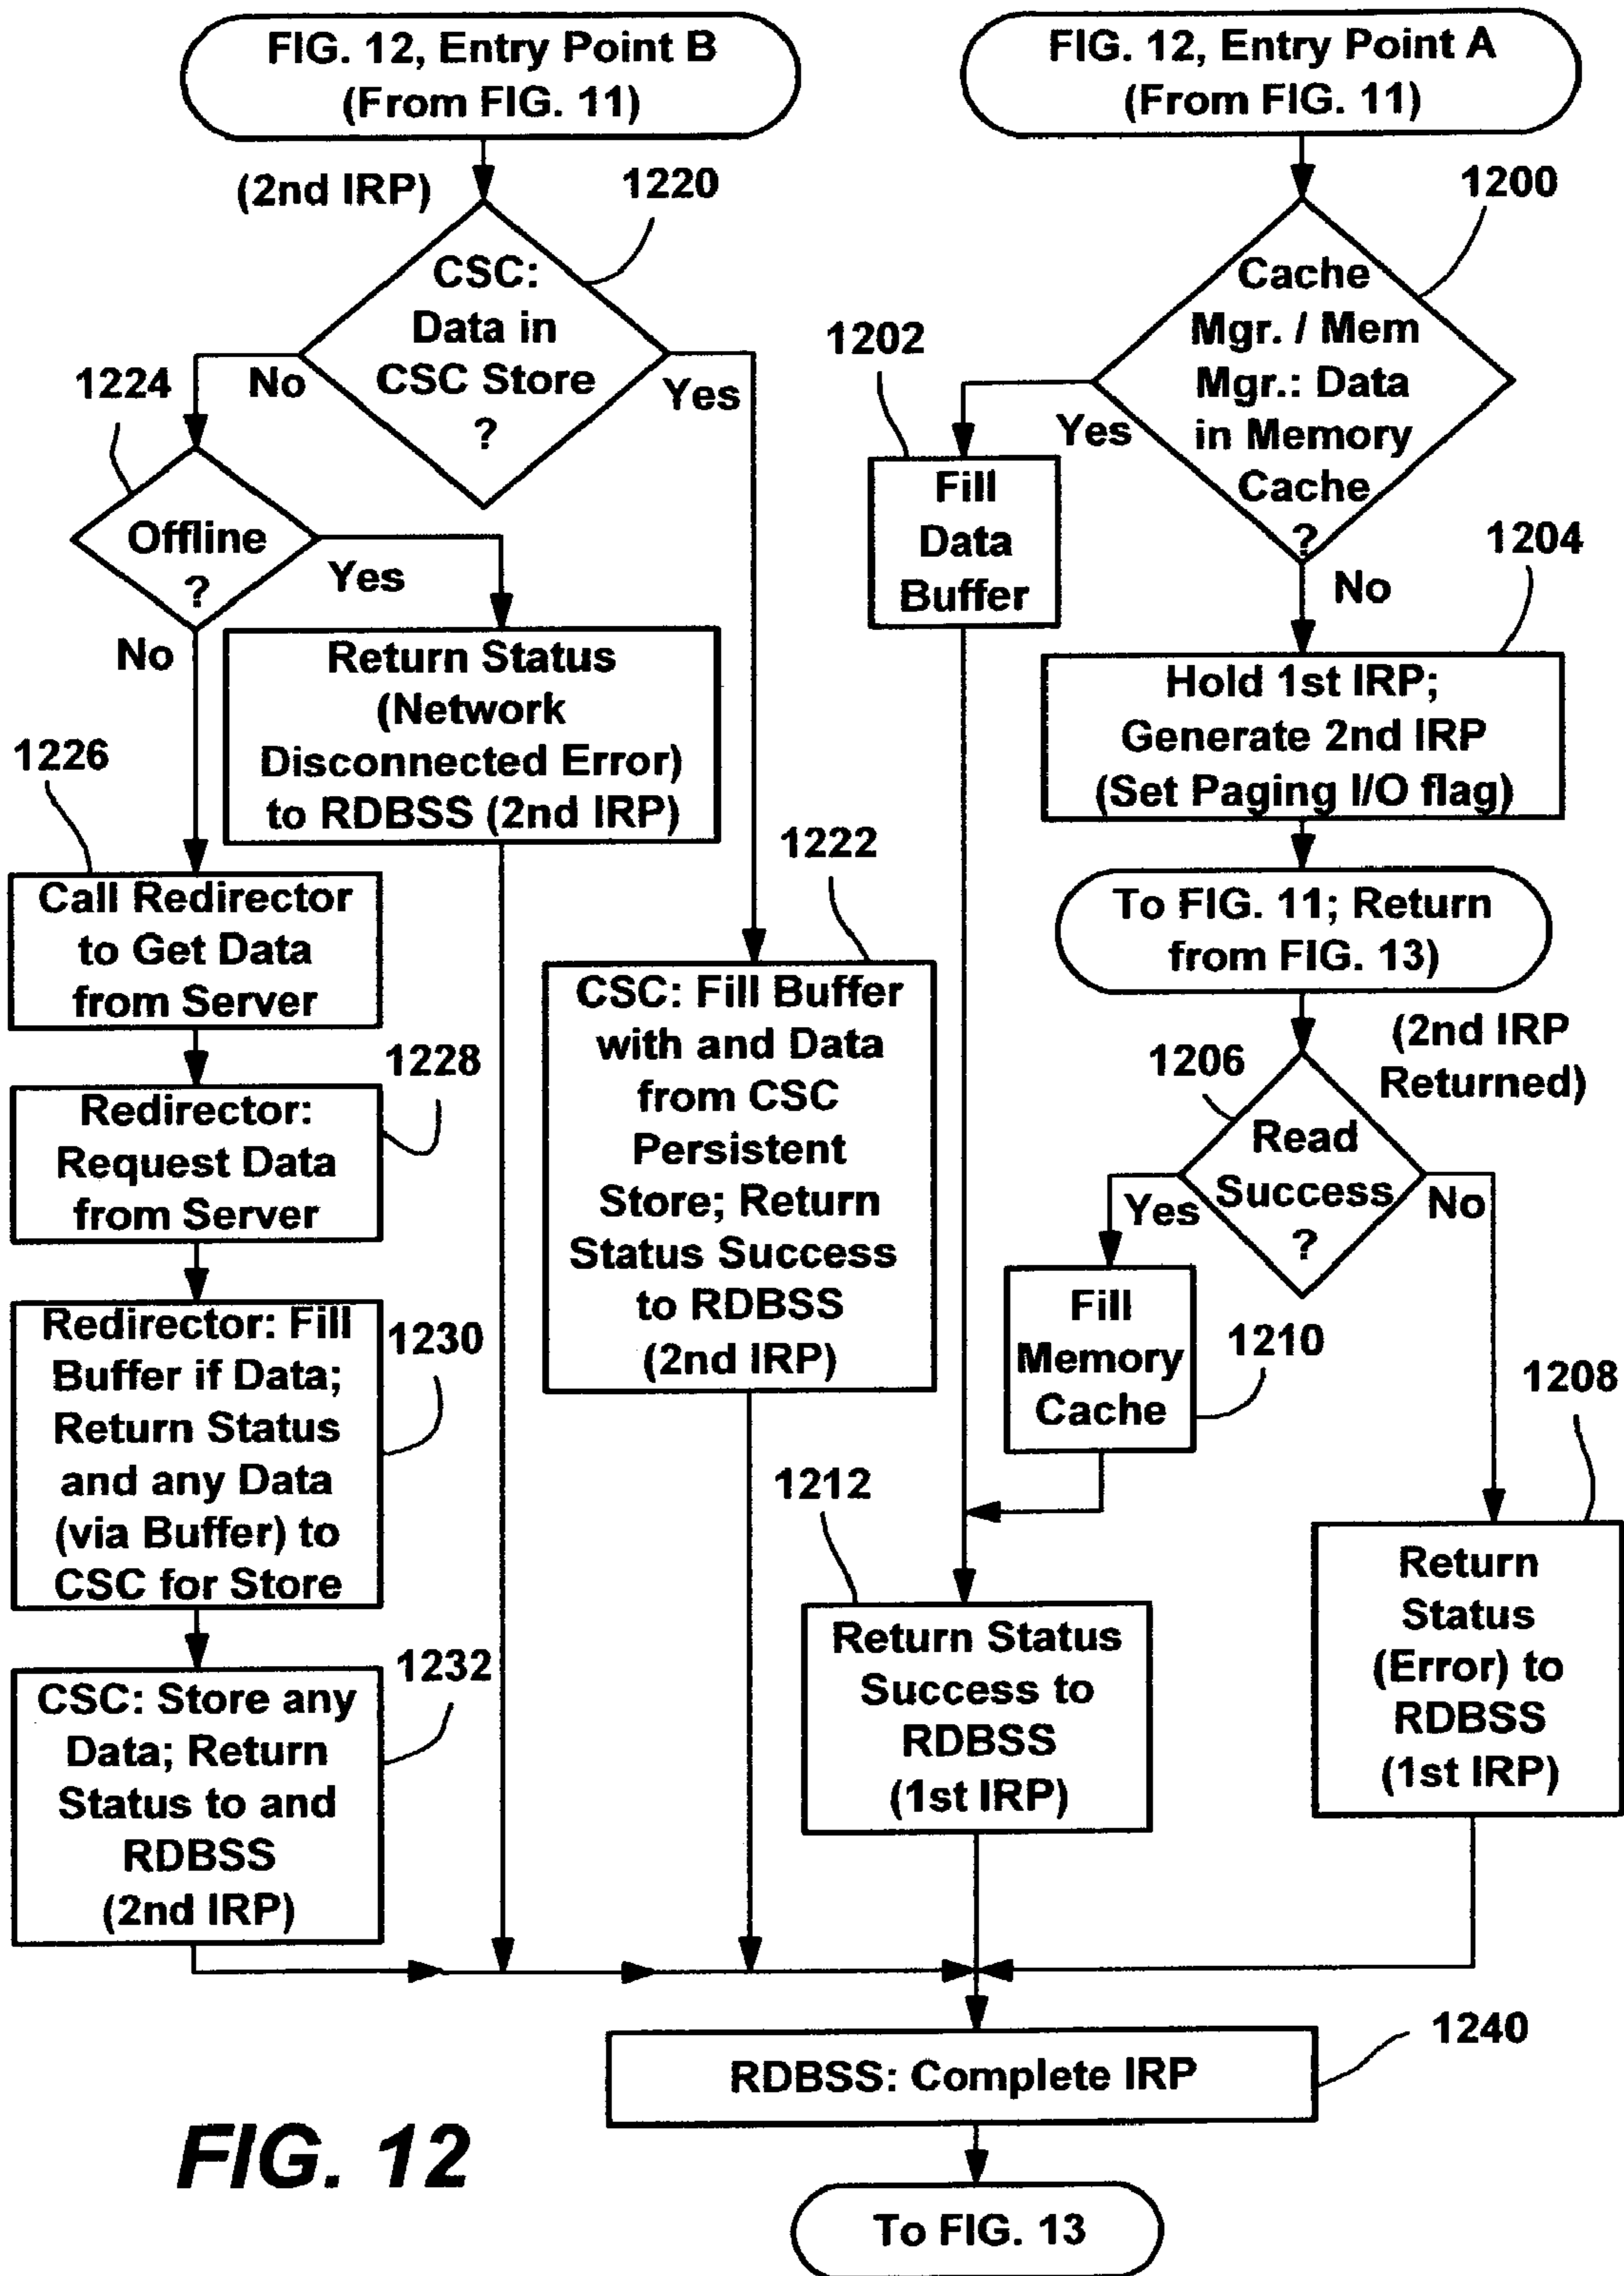 FIG. 12, Entry Point B
(From FIG. 11)
(2nd IRP)
1220
CSC:
Data in
CSC Store
?
No
Yes
1224
Offline
?
Yes
No
Return Status
(Network
Disconnected Error)
to RDBSS (2nd IRP)
1226
Call Redirector
to Get Data
from Server
1228
Redirector:
Request Data
from Server
1230
Redirector: Fill
Buffer if Data;
Return Status
and any Data
(via Buffer) to
CSC for Store
1232
CSC: Store any
Data; Return
Status to and
RDBSS
(2nd IRP)
1222
CSC: Fill Buffer
with and Data
from CSC
Persistent
Store; Return
Status Success
to RDBSS
(2nd IRP)
FIG. 12, Entry Point A
(From FIG. 11)
1200
Cache
Mgr. / Mem
Mgr.: Data
in Memory
Cache
?
Yes
No
1202
Fill
Data
Buffer
1204
Hold 1st IRP;
Generate 2nd IRP
(Set Paging I/O flag)
To FIG. 11; Return
from FIG. 13)
(2nd IRP
Returned)
1206
Read
Success
?
Yes
No
Fill
Memory
Cache
1210
1208
Return
Status
(Error) to
RDBSS
(1st IRP)
1212
Return Status
Success to
RDBSS
(1st IRP)
1240
RDBSS: Complete IRP
To FIG. 13
FIG. 12